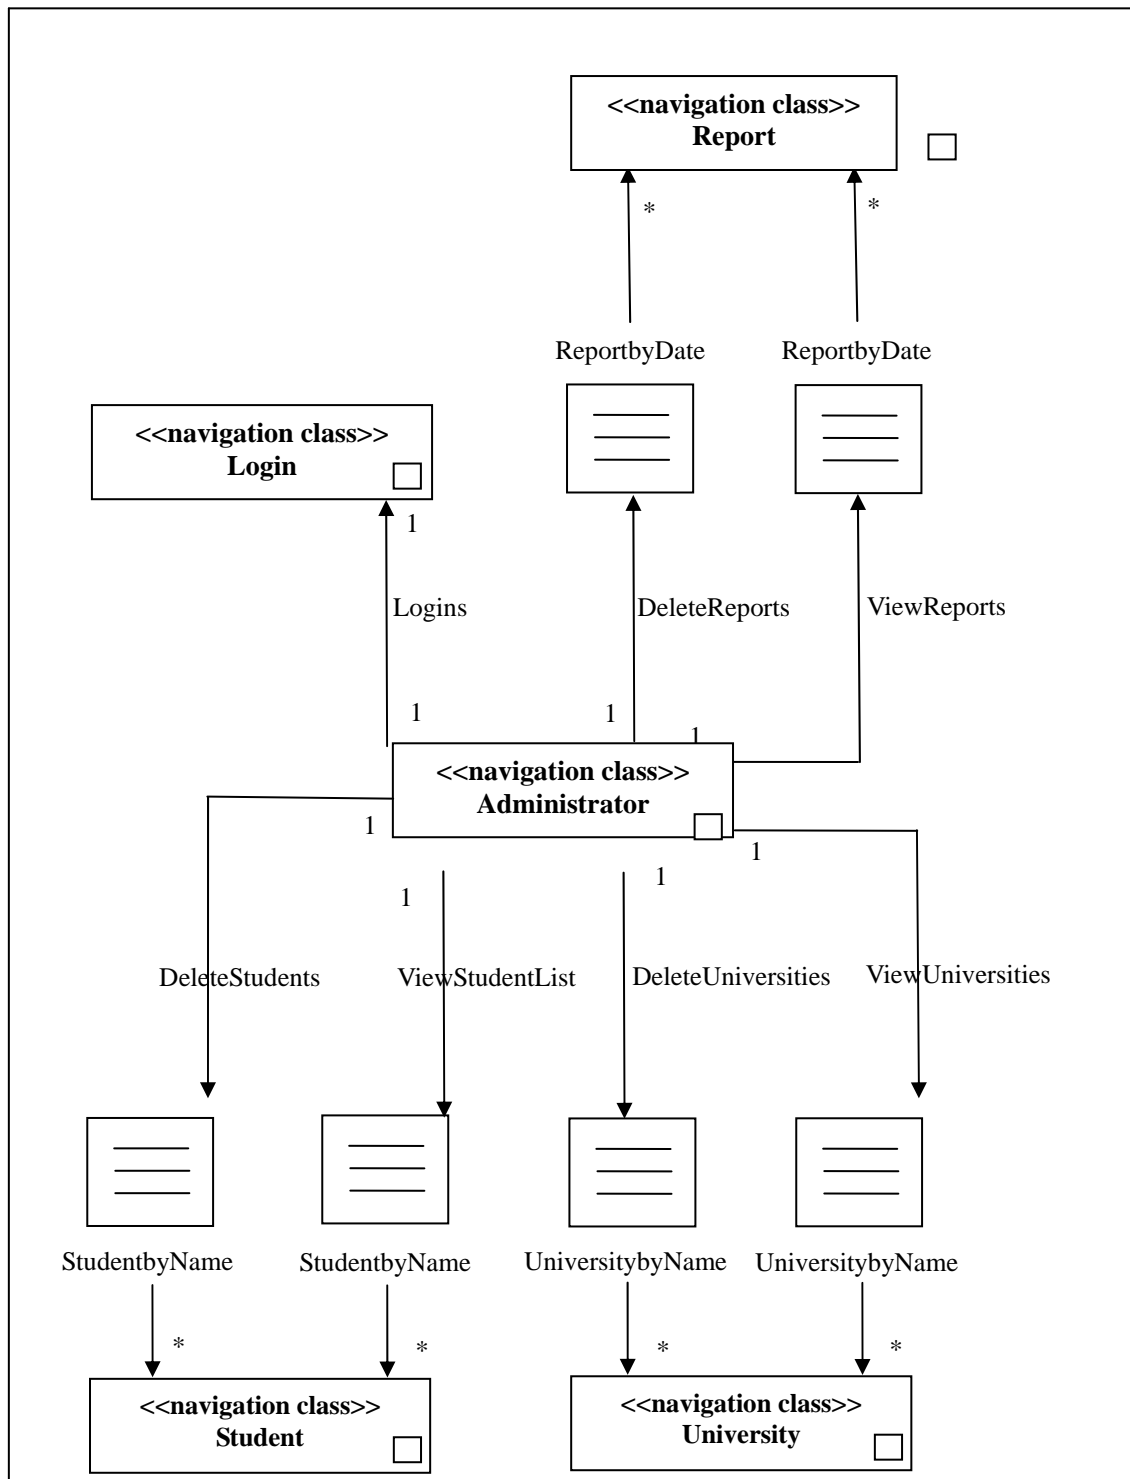 <<navigation class>>
Report
*
*
ReportbyDate
ReportbyDate
<<navigation class>>
Login
1
Logins
DeleteReports
ViewReports
1
1
1
<<navigation class>>
Administrator
1
1
1
1
DeleteStudents
ViewStudentList
DeleteUniversities
ViewUniversities
StudentbyName
StudentbyName
UniversitybyName
UniversitybyName
*
*
*
*
<<navigation class>>
Student
<<navigation class>>
University